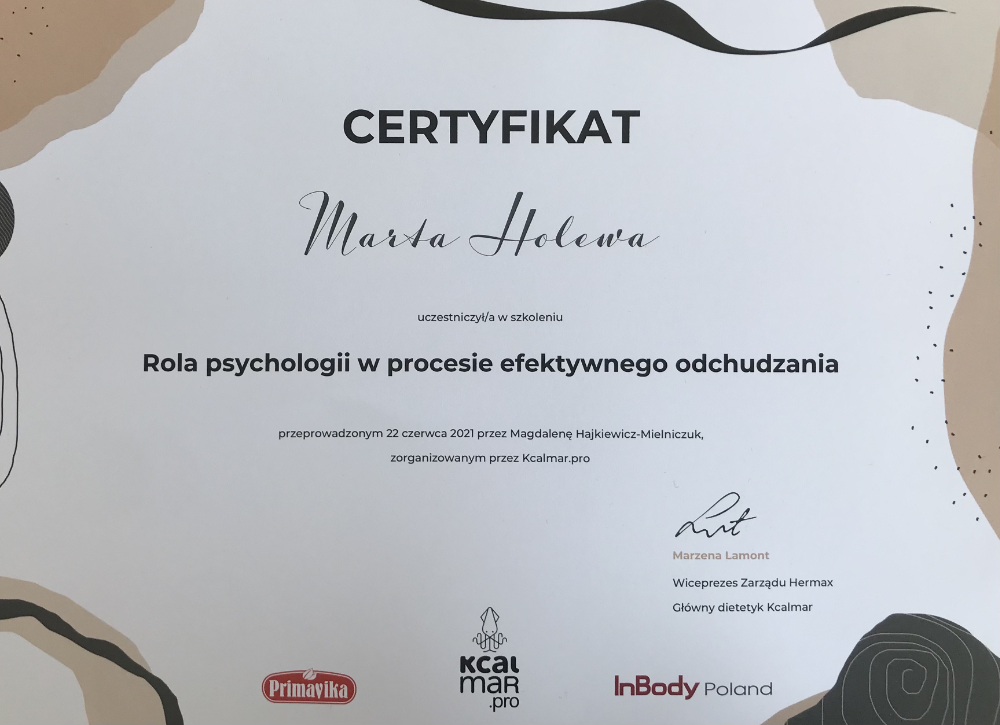 CERTYFIKAT
Marta Holewa
uczestniczył/a w szkoleniu
Rola psychologii w procesie efektywnego odchudzania
przeprowadzonym 22 czerwca 2021 przez Magdalenę Hajkiewicz-Mielniczuk,
zorganizowanym przez Kcalmar.pro
Marzena Lamont
Wiceprezes Zarządu Hermax
Główny dietetyk Kcalmar
Primavika
Kcal
mar
.pro
InBody Poland